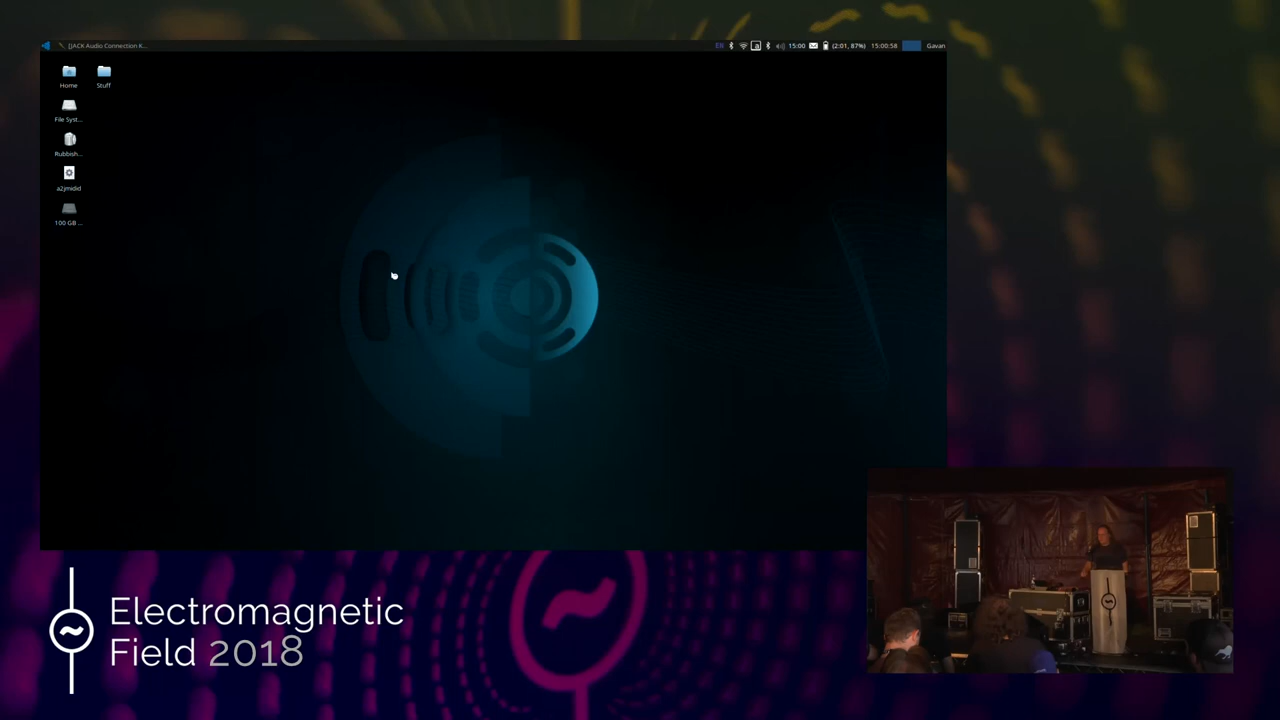 [JACK Audio Connection K...
EN
a
15:00
(2:01, 87%)
15:00:58
Gavan
Home
Stuff
File Syst...
Rubbish...
a2jmidid
100 GB ...
Electromagnetic
Field 2018